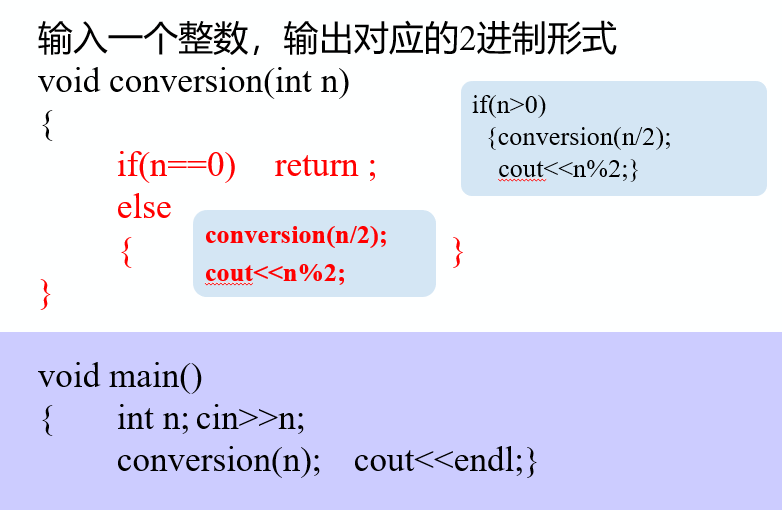 输入一个整数，输出对应的2进制形式
void conversion(int n)
{
if(n==0) return ;
else
{ conversion(n/2);
cout<<n%2; }
}
if(n>0)
{conversion(n/2);
cout<<n%2;}
void main()
{ int n; cin>>n;
conversion(n); cout<<endl;}